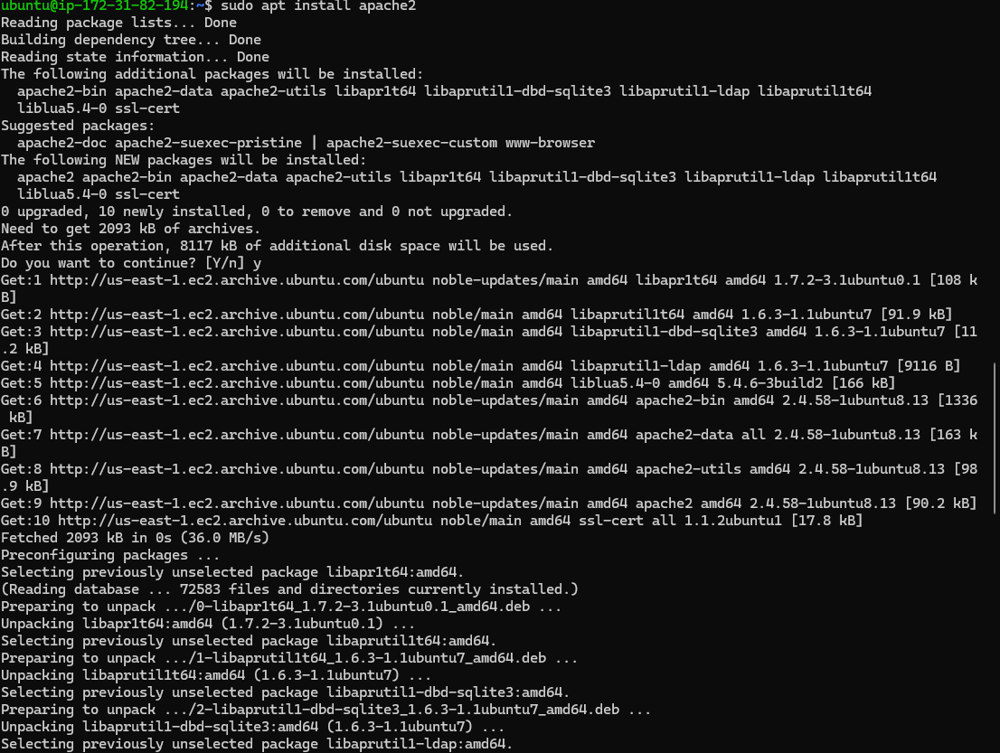 ubuntu@ip-172-31-82-194:~$ sudo apt install apache2
Reading package lists... Done
Building dependency tree... Done
Reading state information... Done
The following additional packages will be installed:
  apache2-bin apache2-data apache2-utils libapr1t64 libaprutil1-dbd-sqlite3 libaprutil1-ldap libaprutil1t64
  liblua5.4-0 ssl-cert
Suggested packages:
  apache2-doc apache2-suexec-pristine | apache2-suexec-custom www-browser
The following NEW packages will be installed:
  apache2 apache2-bin apache2-data apache2-utils libapr1t64 libaprutil1-dbd-sqlite3 libaprutil1-ldap libaprutil1t64
  liblua5.4-0 ssl-cert
0 upgraded, 10 newly installed, 0 to remove and 0 not upgraded.
Need to get 2093 kB of archives.
After this operation, 8117 kB of additional disk space will be used.
Do you want to continue? [Y/n] y
Get:1 http://us-east-1.ec2.archive.ubuntu.com/ubuntu noble-updates/main amd64 libapr1t64 amd64 1.7.2-3.1ubuntu0.1 [108 k
B]
Get:2 http://us-east-1.ec2.archive.ubuntu.com/ubuntu noble/main amd64 libaprutil1t64 amd64 1.6.3-1.1ubuntu7 [91.9 kB]
Get:3 http://us-east-1.ec2.archive.ubuntu.com/ubuntu noble/main amd64 libaprutil1-dbd-sqlite3 amd64 1.6.3-1.1ubuntu7 [11
.2 kB]
Get:4 http://us-east-1.ec2.archive.ubuntu.com/ubuntu noble/main amd64 libaprutil1-ldap amd64 1.6.3-1.1ubuntu7 [9116 B]
Get:5 http://us-east-1.ec2.archive.ubuntu.com/ubuntu noble/main amd64 liblua5.4-0 amd64 5.4.6-3build2 [166 kB]
Get:6 http://us-east-1.ec2.archive.ubuntu.com/ubuntu noble-updates/main amd64 apache2-bin amd64 2.4.58-1ubuntu8.13 [1336
 kB]
Get:7 http://us-east-1.ec2.archive.ubuntu.com/ubuntu noble-updates/main amd64 apache2-data all 2.4.58-1ubuntu8.13 [163 k
B]
Get:8 http://us-east-1.ec2.archive.ubuntu.com/ubuntu noble-updates/main amd64 apache2-utils amd64 2.4.58-1ubuntu8.13 [98
.9 kB]
Get:9 http://us-east-1.ec2.archive.ubuntu.com/ubuntu noble-updates/main amd64 apache2 amd64 2.4.58-1ubuntu8.13 [90.2 kB]
Get:10 http://us-east-1.ec2.archive.ubuntu.com/ubuntu noble/main amd64 ssl-cert all 1.1.2ubuntu1 [17.8 kB]
Fetched 2093 kB in 0s (36.0 MB/s)
Preconfiguring packages ...
Selecting previously unselected package libapr1t64:amd64.
(Reading database ... 72583 files and directories currently installed.)
Preparing to unpack .../0-libapr1t64_1.7.2-3.1ubuntu0.1_amd64.deb ...
Unpacking libapr1t64:amd64 (1.7.2-3.1ubuntu0.1) ...
Selecting previously unselected package libaprutil1t64:amd64.
Preparing to unpack .../1-libaprutil1t64_1.6.3-1.1ubuntu7_amd64.deb ...
Unpacking libaprutil1t64:amd64 (1.6.3-1.1ubuntu7) ...
Selecting previously unselected package libaprutil1-dbd-sqlite3:amd64.
Preparing to unpack .../2-libaprutil1-dbd-sqlite3_1.6.3-1.1ubuntu7_amd64.deb ...
Unpacking libaprutil1-dbd-sqlite3:amd64 (1.6.3-1.1ubuntu7) ...
Selecting previously unselected package libaprutil1-ldap:amd64.